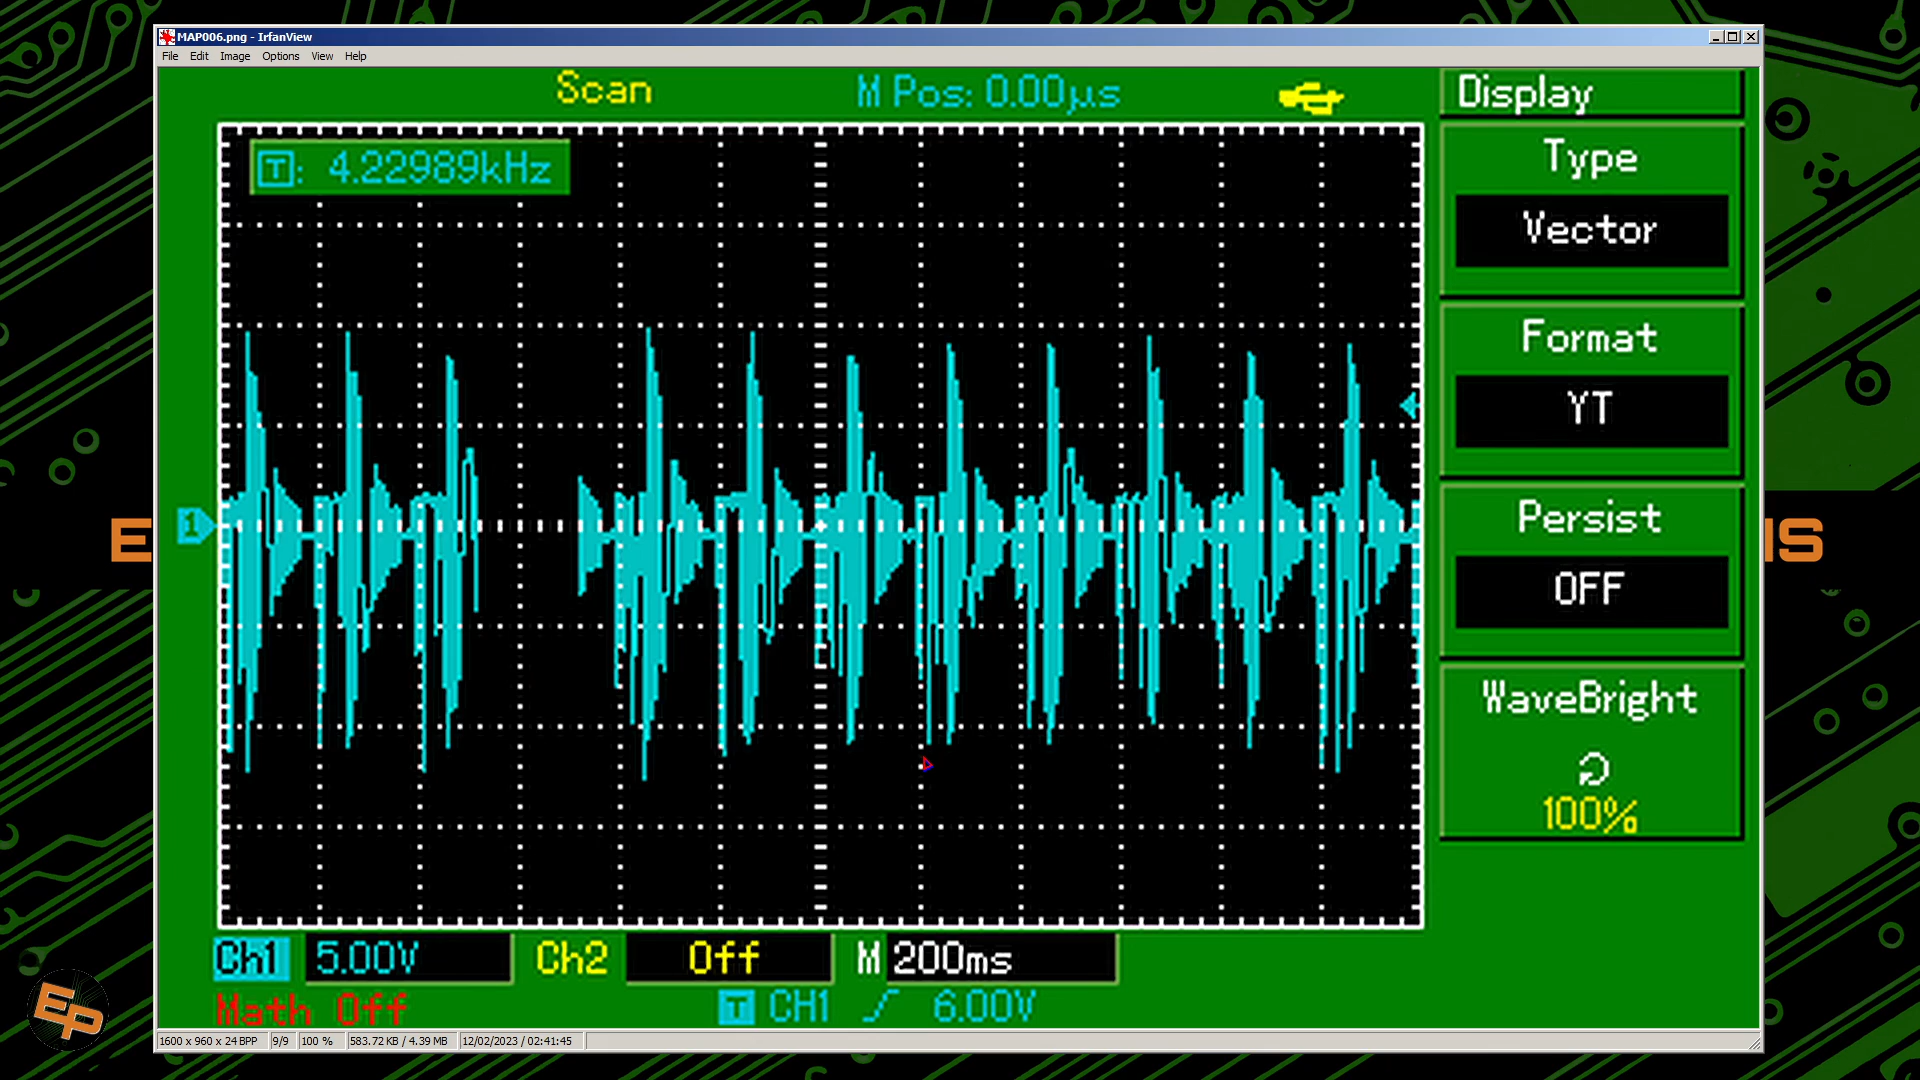 MAP006.png - IrfanView
File Edit Image Options View Help
Scan
M Pos: 0.00µs
Display
T: 4.22989kHz
Type
Vector
Format
YT
Persist
OFF
WaveBright
100%
1
E
IS
Ch1 5.00V Ch2 Off M 200ms
Math Off
T CH1 6.00V
EP
1600 x 960 x 24 BPP 9/9 100 % 583.72 KB / 4.39 MB 12/02/2023 / 02:41:45